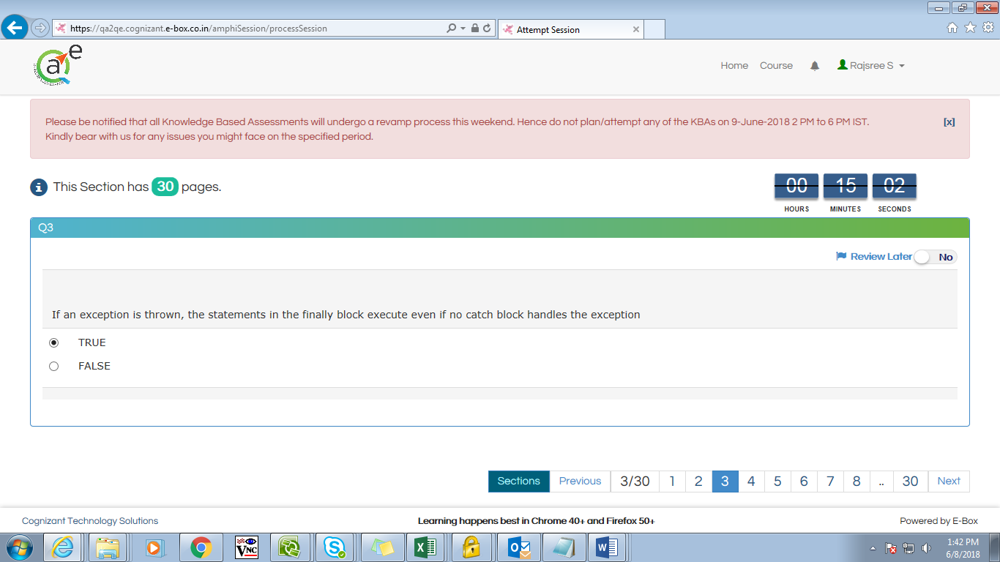 https://qa2qe.cognizant.e-box.co.in/amphiSession/processSession
Attempt Session
a e
Home Course Rajsree S
Please be notified that all Knowledge Based Assessments will undergo a revamp process this weekend. Hence do not plan/attempt any of the KBAs on 9-June-2018 2 PM to 6 PM IST. [x]
Kindly bear with us for any issues you might face on the specified period.
This Section has 30 pages.
00 15 02
HOURS MINUTES SECONDS
Q3
Review Later No
If an exception is thrown, the statements in the finally block execute even if no catch block handles the exception
TRUE
FALSE
Sections Previous 3/30 1 2 3 4 5 6 7 8 .. 30 Next
Cognizant Technology Solutions Learning happens best in Chrome 40+ and Firefox 50+ Powered by E-Box
VNC
1:42 PM
6/8/2018